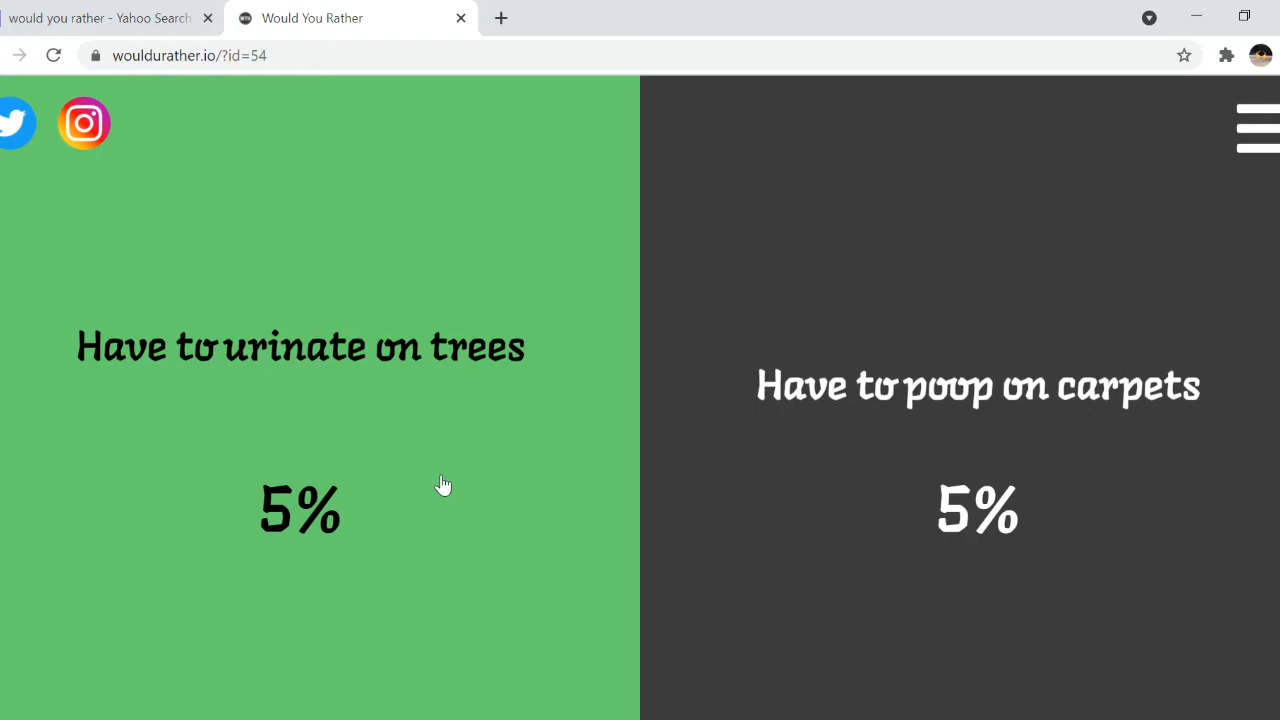 would you rather - Yahoo Search
Would You Rather
wouldurather.io/?id=54
Have to urinate on trees
5%
Have to poop on carpets
5%